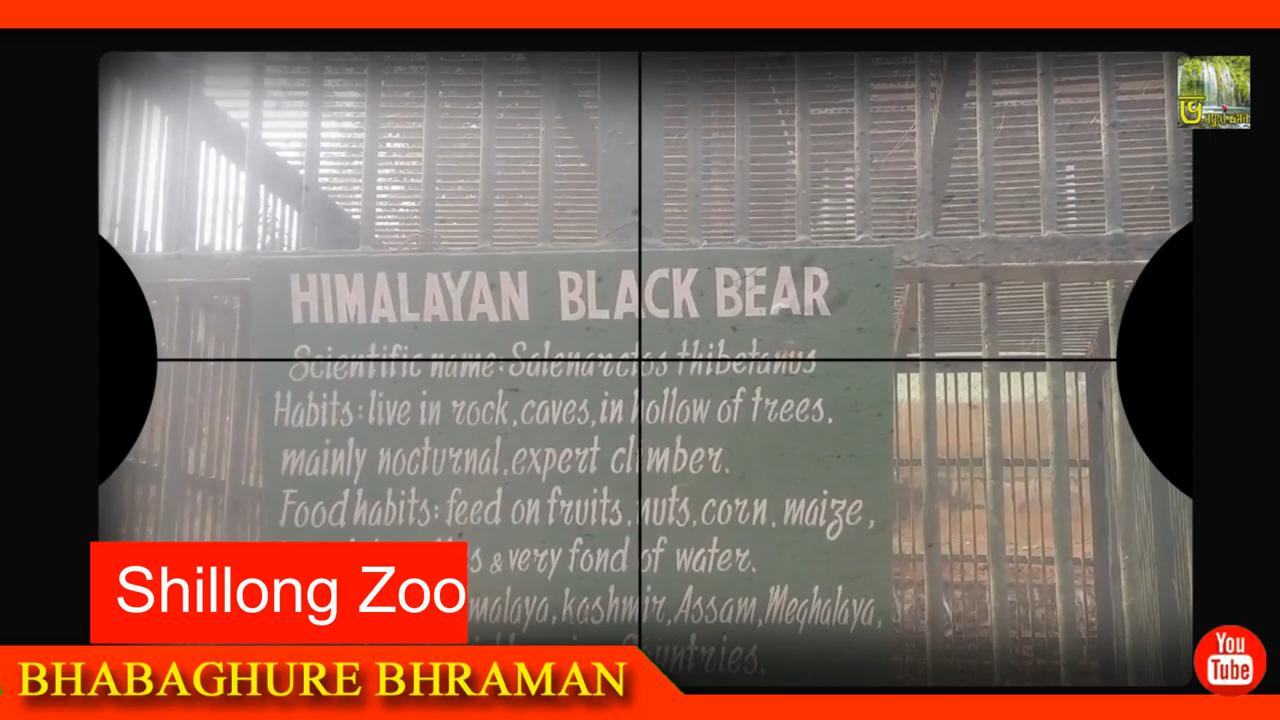 HIMALAYAN BLACK BEAR
Scientific name: Salenarctos thibetanus
Habits: live in rock, caves, in hollow of trees,
mainly nocturnal, expert climber.
Food habits: feed on fruits, nuts, corn, maize,
& very fond of water.
malaya, kashmir, Assam, Meghalaya,
Countries.
Shillong Zoo
BHABAGHURE BHRAMAN
You
Tube